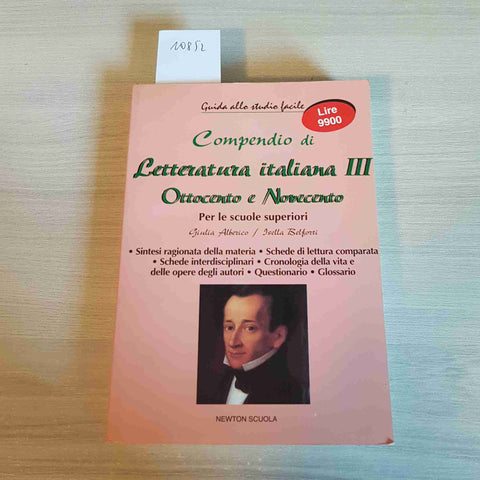 10852
Guida allo studio facile
Lire
9900
Compendio di
Letteratura italiana III
Ottocento e Novecento
Per le scuole superiori
Giulia Alberico / Isella Belforti
• Sintesi ragionata della materia • Schede di lettura comparata
• Schede interdisciplinari • Cronologia della vita e
delle opere degli autori • Questionario • Glossario
NEWTON SCUOLA